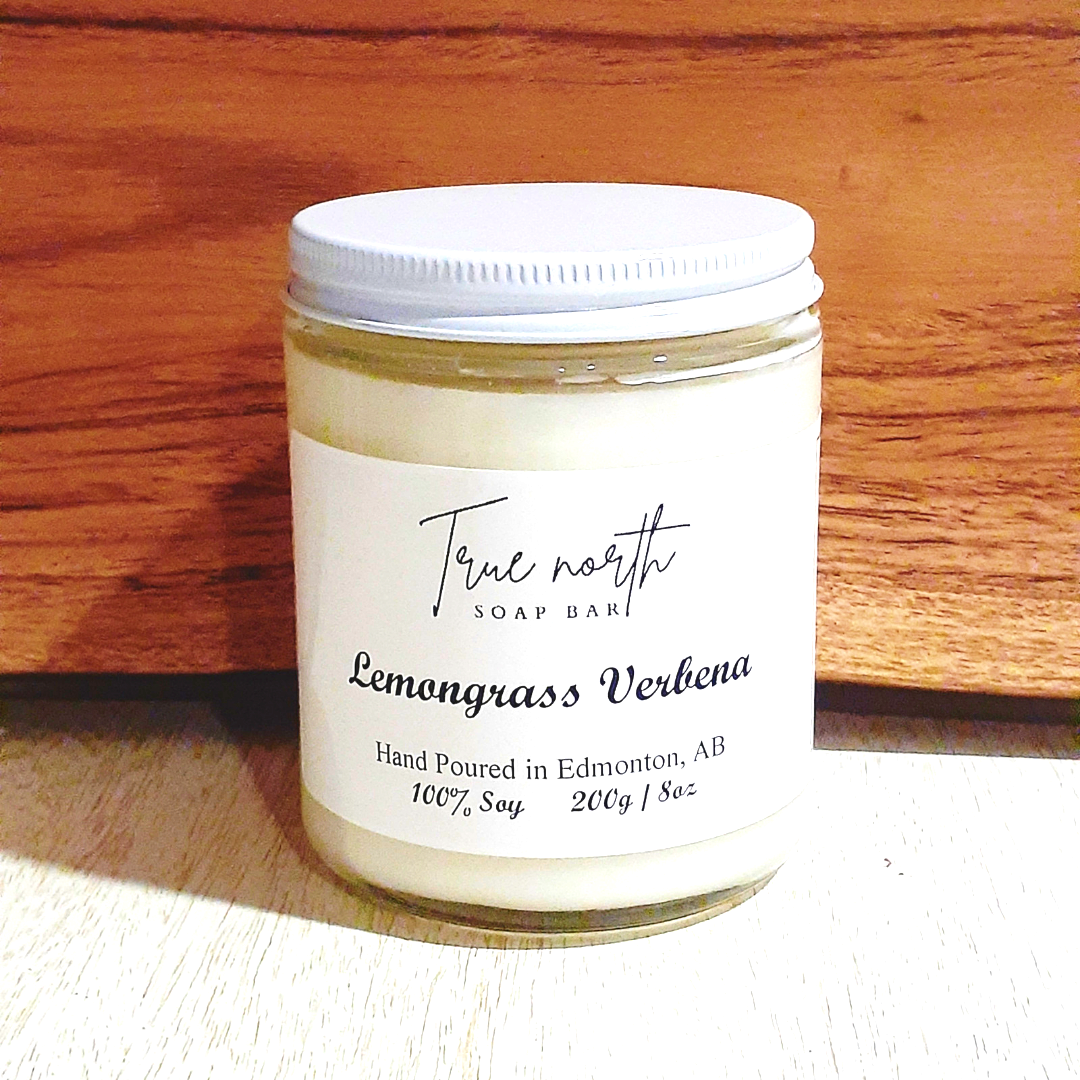 True north
SOAP BAR
Lemongrass Verbena
Hand Poured in Edmonton, AB
100% Soy 200g | 8oz